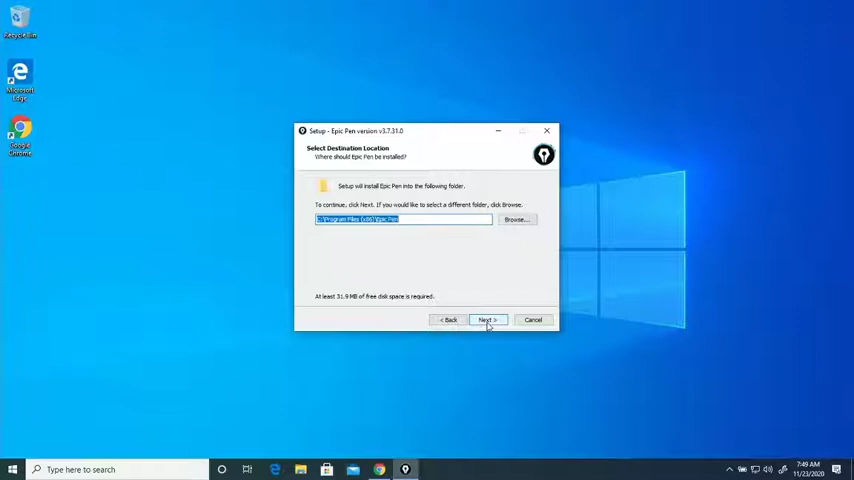 Recycle Bin
Microsoft
Edge
Google
Chrome
Setup - Epic Pen version v3.7.31.0
Select Destination Location
Where should Epic Pen be installed?
Setup will install Epic Pen into the following folder.
To continue, click Next. If you would like to select a different folder, click Browse.
C:\Program Files (x86)\Epic Pen
Browse...
At least 31.9 MB of free disk space is required.
< Back
Next >
Cancel
Type here to search
7:49 AM
11/23/2020